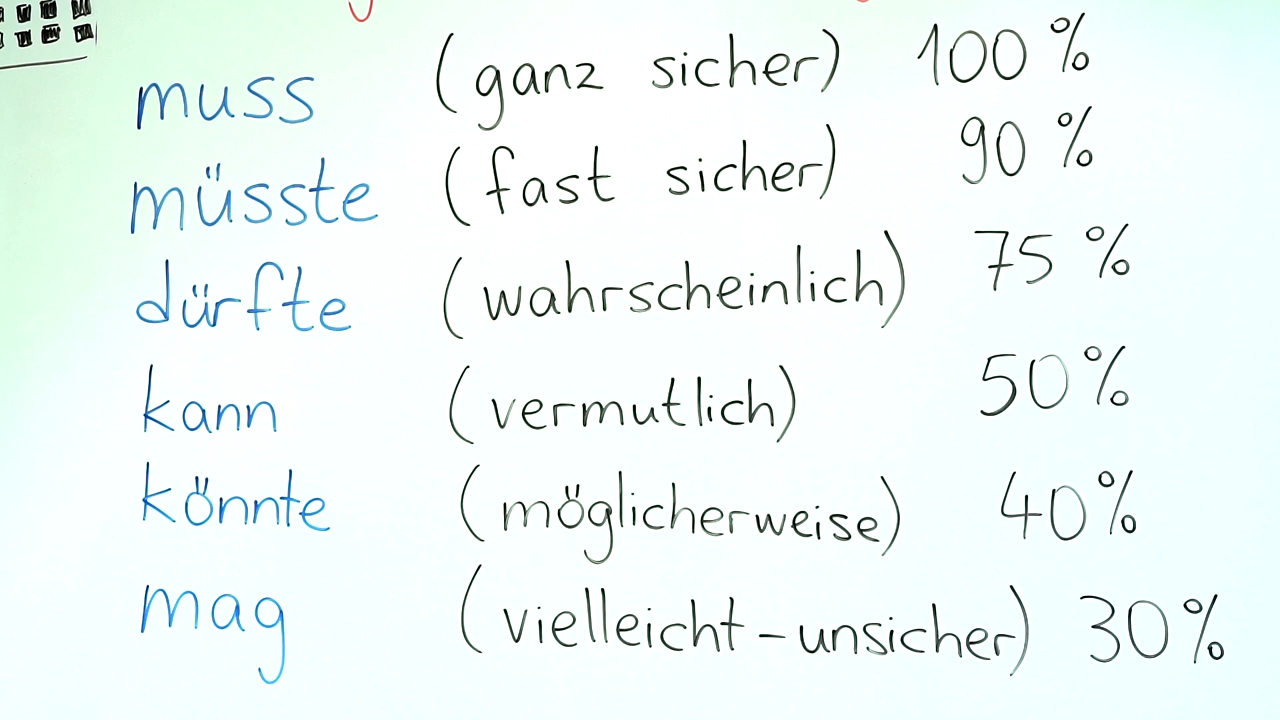 muss (ganz sicher) 100 %
müsste (fast sicher) 90 %
dürfte (wahrscheinlich) 75 %
kann (vermutlich) 50 %
könnte (möglicherweise) 40 %
mag (vielleicht - unsicher) 30 %